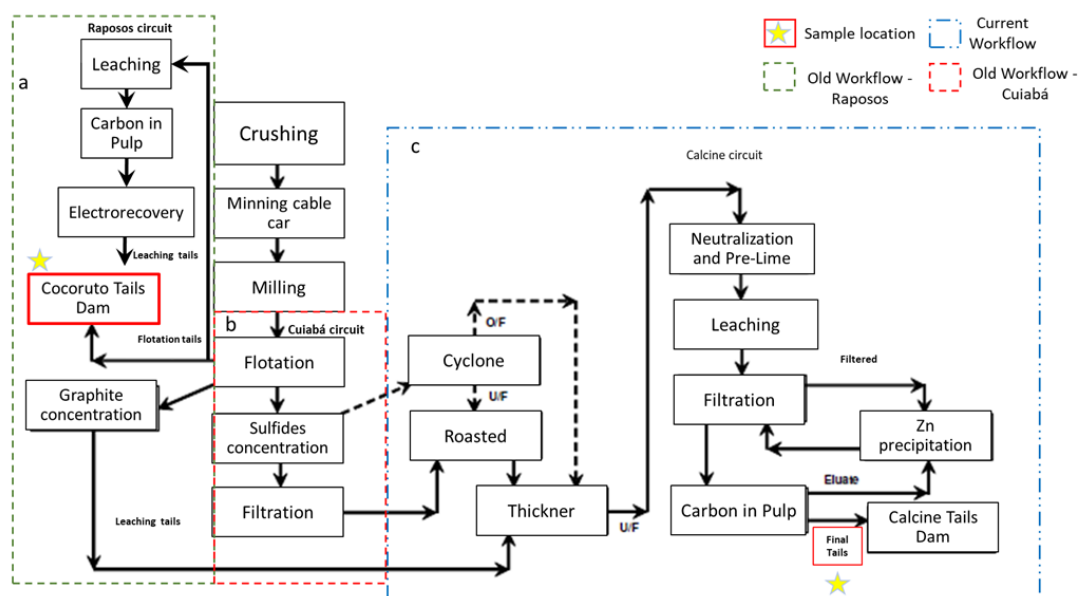 Raposos circuit
a
Leaching
Carbon in
Pulp
Electrorecovery
Leaching tails
Cocoruto Tails
Dam
Flotation tails
Graphite
concentration
Leaching tails
Crushing
Minning cable
car
Milling
b
Cuiabá circuit
Flotation
Sulfides
concentration
Filtration
Sample location
Current
Workflow
Old Workflow -
Raposos
Old Workflow -
Cuiabá
c
Calcine circuit
O/F
Cyclone
U/F
Roasted
Thickner
U/F
Neutralization
and Pre-Lime
Leaching
Filtered
Filtration
Zn
precipitation
Eluate
Carbon in Pulp
Final
Tails
Calcine Tails
Dam